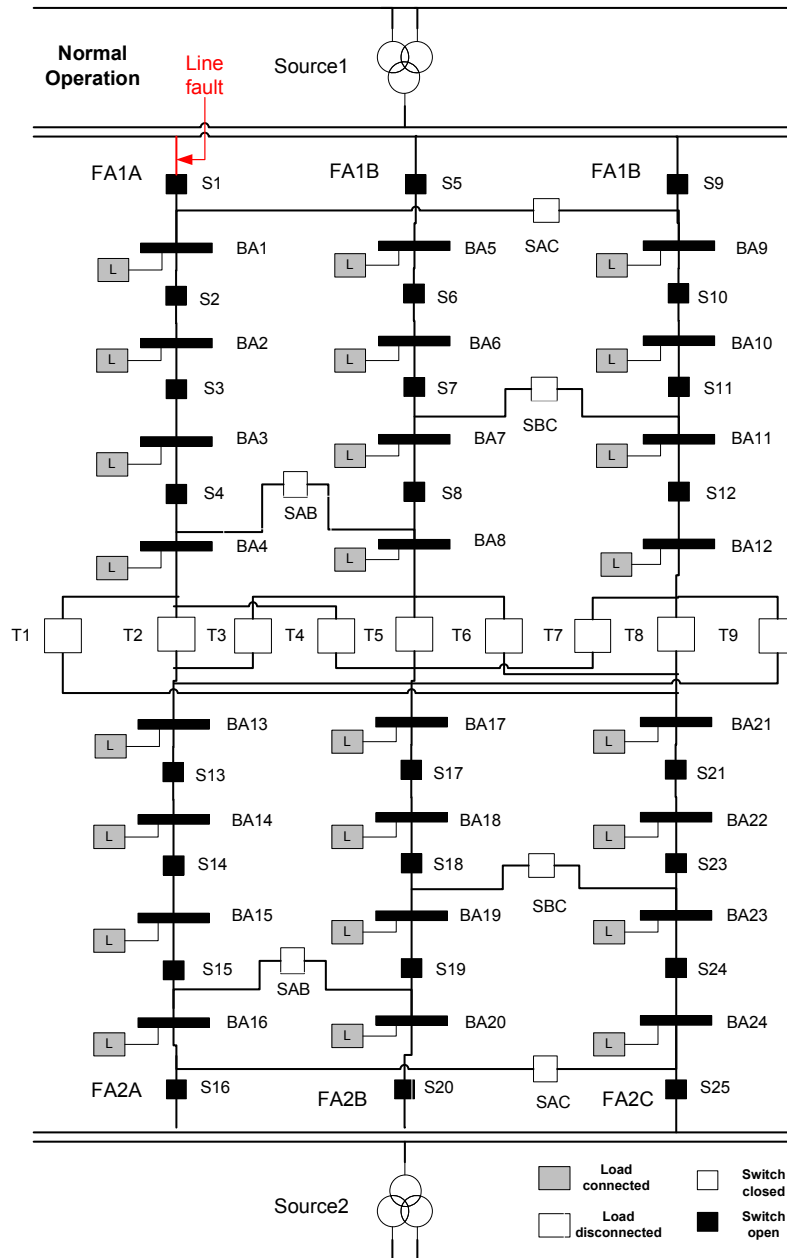 Normal
Operation
Line
fault
Source1
FA1A
S1
FA1B
S5
FA1B
S9
SAC
BA1
BA5
BA9
L
L
L
S2
S6
S10
BA2
BA6
BA10
L
L
L
S3
S7
S11
SBC
BA3
BA7
BA11
L
L
L
S4
S8
S12
SAB
BA4
BA8
BA12
L
L
L
T1
T2
T3
T4
T5
T6
T7
T8
T9
BA13
BA17
BA21
L
L
L
S13
S17
S21
BA14
BA18
BA22
L
L
L
S14
S18
S23
SBC
BA15
BA19
BA23
L
L
L
S15
S19
S24
SAB
BA16
BA20
BA24
L
L
L
FA2A
S16
FA2B
S20
SAC
FA2C
S25
Source2
Load
connected
Switch
closed
Load
disconnected
Switch
open